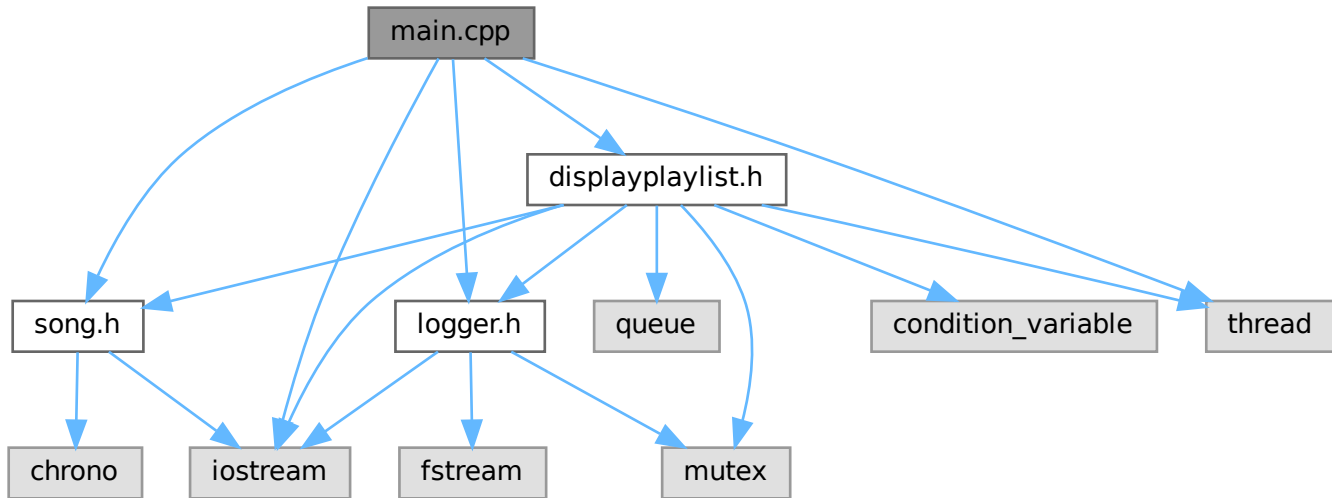 main.cpp
displayplaylist.h
song.h
logger.h
queue
condition_variable
thread
chrono
iostream
fstream
mutex